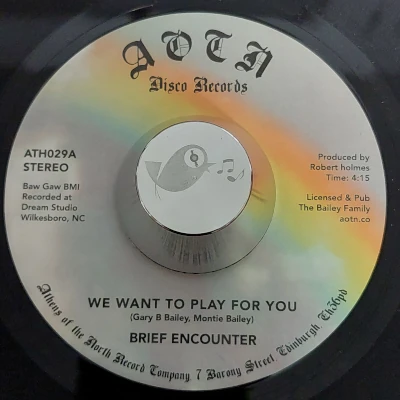 AOTN
Disco Records
ATH029A
STEREO
Baw Gaw BMI
Recorded at
Dream Studio
Wilkesboro, NC
Produced by
Robert holmes
Time: 4:15
Licensed & Pub
The Bailey Family
aotn.co
WE WANT TO PLAY FOR YOU
(Gary B Bailey, Montie Bailey)
BRIEF ENCOUNTER
Athens of the North Record Company, 7 Barony Street, Edinburgh, Eh36pd